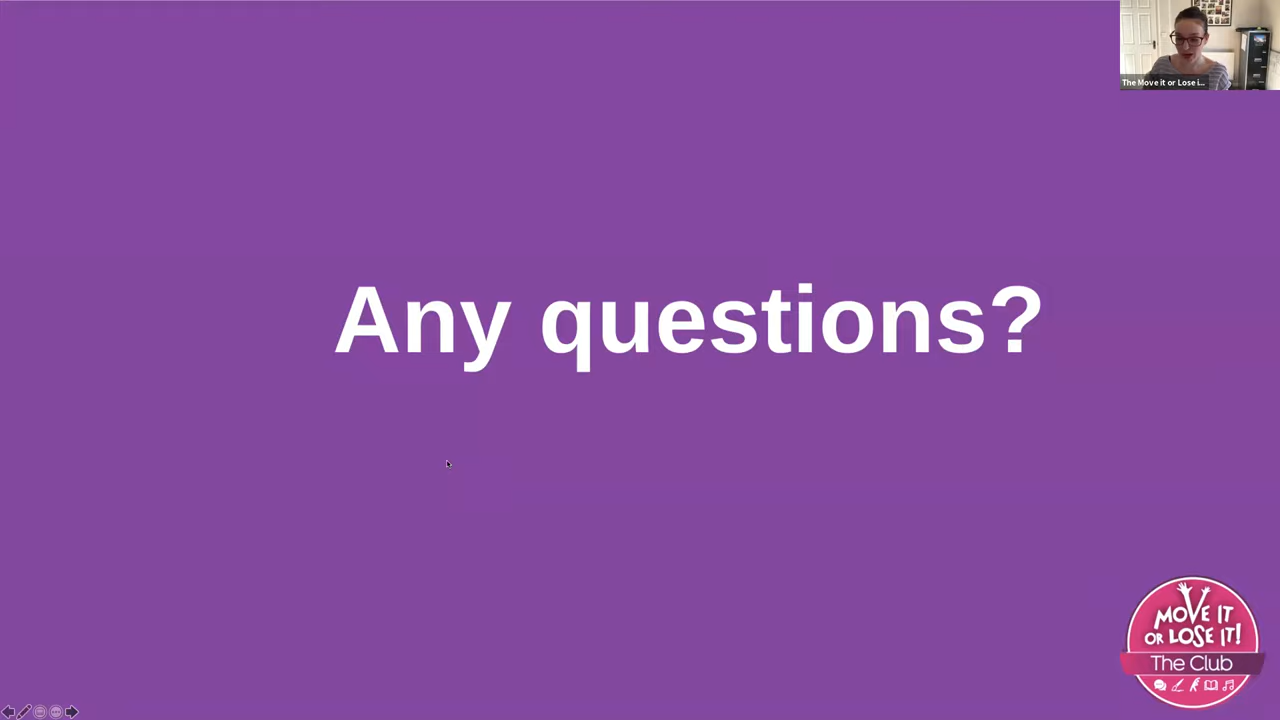 The Move it or Lose i...
Any questions?
MOVE IT
OR LOSE IT!
The Club